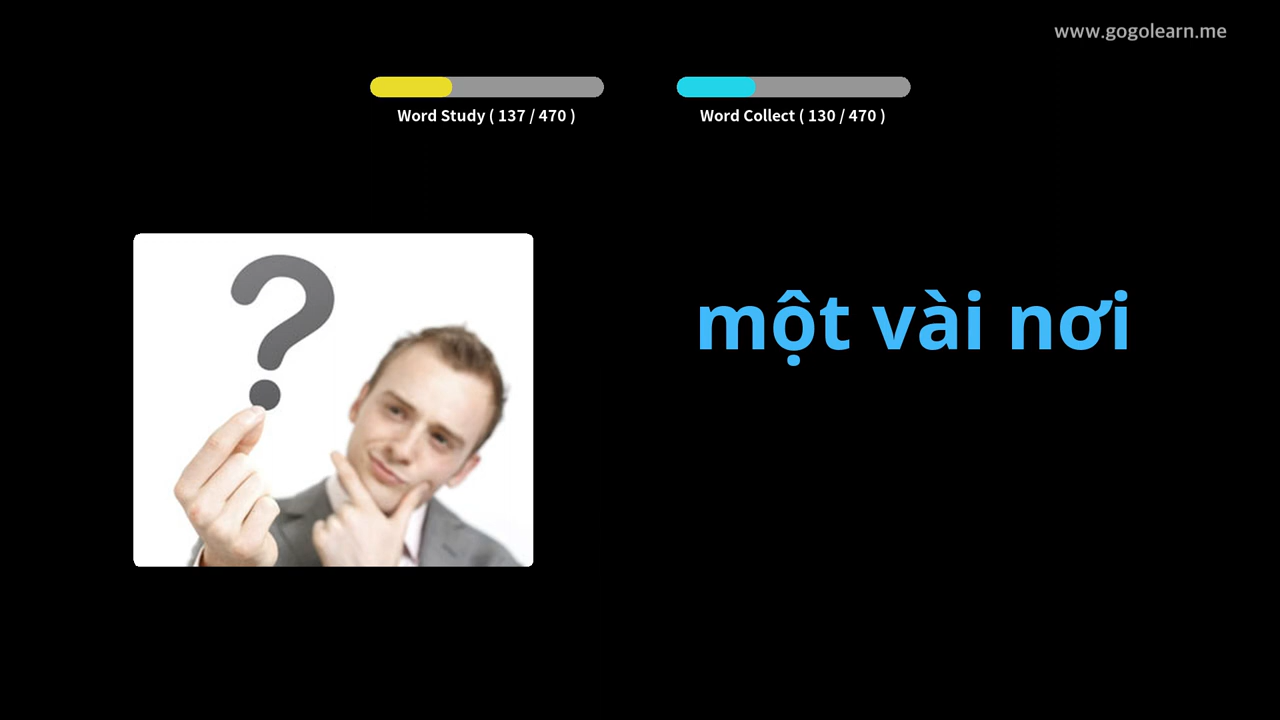 www.gogolearn.me
Word Study ( 137 / 470 )
Word Collect ( 130 / 470 )
?
một vài nơi